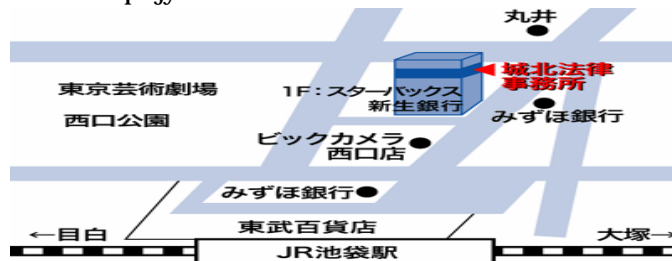 丸井
城北法律
事務所
東京芸術劇場
1F：スターバックス
新生銀行
西口公園
みずほ銀行
ビックカメラ
西口店
みずほ銀行
東武百貨店
←目白
大塚→
JR池袋駅